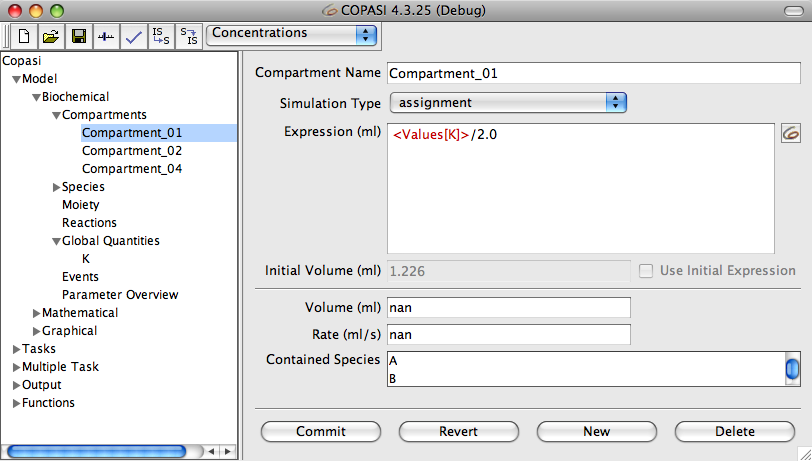 COPASI 4.3.25 (Debug)
IS S Concentrations
S IS
Copasi
Model
Biochemical
Compartments
Compartment_01
Compartment_02
Compartment_04
Species
Moiety
Reactions
Global Quantities
K
Events
Parameter Overview
Mathematical
Graphical
Tasks
Multiple Task
Output
Functions
Compartment Name Compartment_01
Simulation Type assignment
Expression (ml) <Values[K]>/2.0
Initial Volume (ml) 1.226 Use Initial Expression
Volume (ml) nan
Rate (ml/s) nan
Contained Species A
B
Commit Revert New Delete